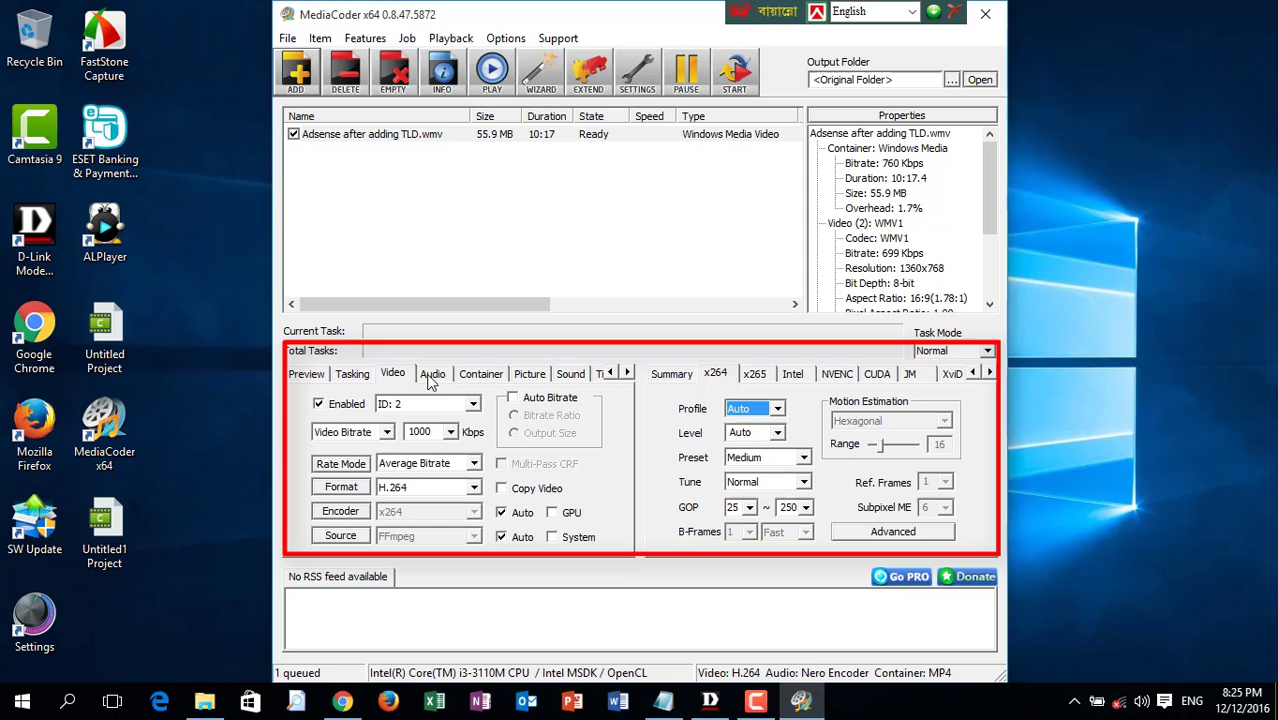 MediaCoder x64 0.8.47.5872
বায়ান্নো
English
File Item Features Job Playback Options Support
ADD DELETE EMPTY INFO PLAY WIZARD EXTEND SETTINGS PAUSE START
Output Folder
<Original Folder> ... Open
Name Size Duration State Speed Type
Adsense after adding TLD.wmv 55.9 MB 10:17 Ready Windows Media Video
Properties
Adsense after adding TLD.wmv
Container: Windows Media
Bitrate: 760 Kbps
Duration: 10:17.4
Size: 55.9 MB
Overhead: 1.7%
Video (2): WMV1
Codec: WMV1
Bitrate: 699 Kbps
Resolution: 1360x768
Bit Depth: 8-bit
Aspect Ratio: 16:9(1.78:1)
Pixel Aspect Ratio: 1.00
Current Task:
Task Mode
Total Tasks:
Normal
Preview Tasking Video Audio Container Picture Sound Ti
Summary x264 x265 Intel NVENC CUDA JM XviD
Enabled ID: 2
Auto Bitrate
Bitrate Ratio
Output Size
Video Bitrate 1000 Kbps
Rate Mode Average Bitrate Multi-Pass CRF
Format H.264 Copy Video
Encoder x264 Auto GPU
Source FFmpeg Auto System
Profile Auto
Level Auto
Preset Medium
Tune Normal
GOP 25 ~ 250
B-Frames 1 Fast
Motion Estimation
Hexagonal
Range 16
Ref. Frames 1
Subpixel ME 6
Advanced
No RSS feed available
Go PRO Donate
1 queued Intel(R) Core(TM) i3-3110M CPU / Intel MSDK / OpenCL Video: H.264 Audio: Nero Encoder Container: MP4
Recycle Bin
FastStone
Capture
Camtasia 9
ESET Banking
& Payment...
D-Link
Mode...
ALPlayer
Google
Chrome
Untitled
Project
Mozilla
Firefox
MediaCoder
x64
SW Update
Untitled1
Project
Settings
ENG
8:25 PM
12/12/2016